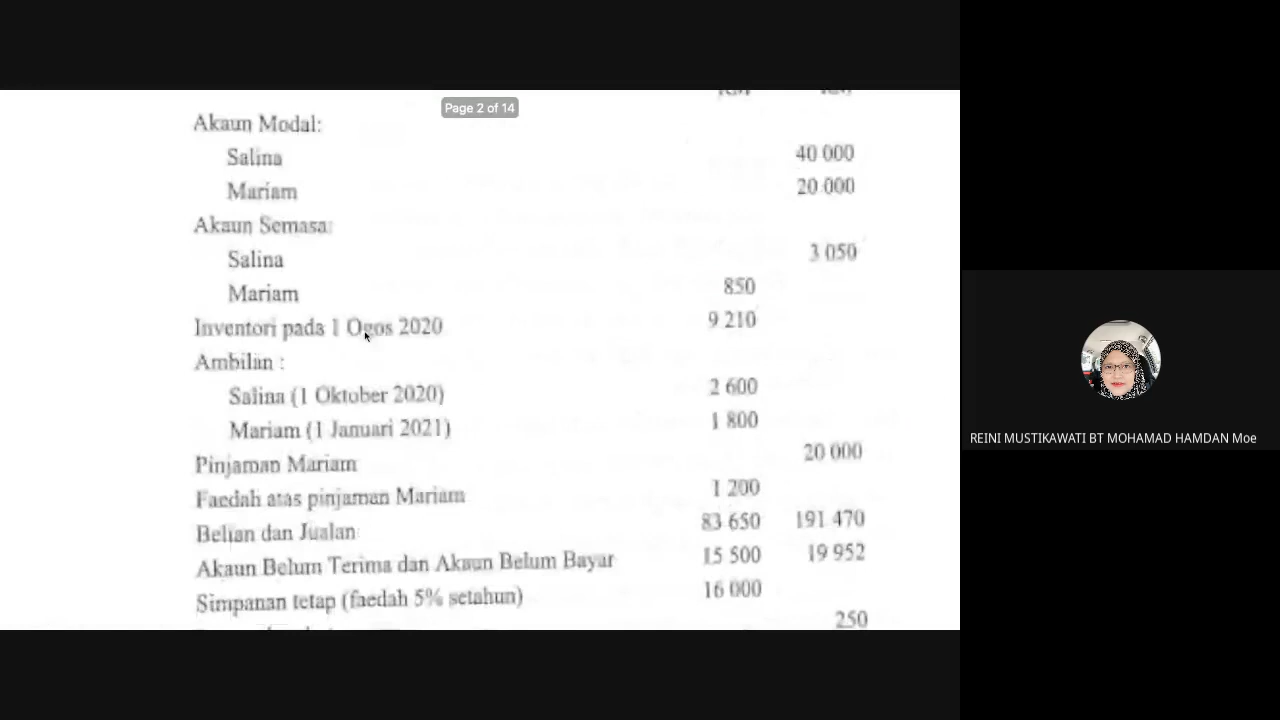 Page 2 of 14
Akaun Modal:
Salina 40 000
Mariam 20 000
Akaun Semasa:
Salina 3 050
Mariam 850
Inventori pada 1 Ogos 2020 9 210
Ambilan :
Salina (1 Oktober 2020) 2 600
Mariam (1 Januari 2021) 1 800
Pinjaman Mariam 20 000
Faedah atas pinjaman Mariam 1 200
Belian dan Jualan 83 650 191 470
Akaun Belum Terima dan Akaun Belum Bayar 15 500 19 952
Simpanan tetap (faedah 5% setahun) 16 000
250
REINI MUSTIKAWATI BT MOHAMAD HAMDAN Moe